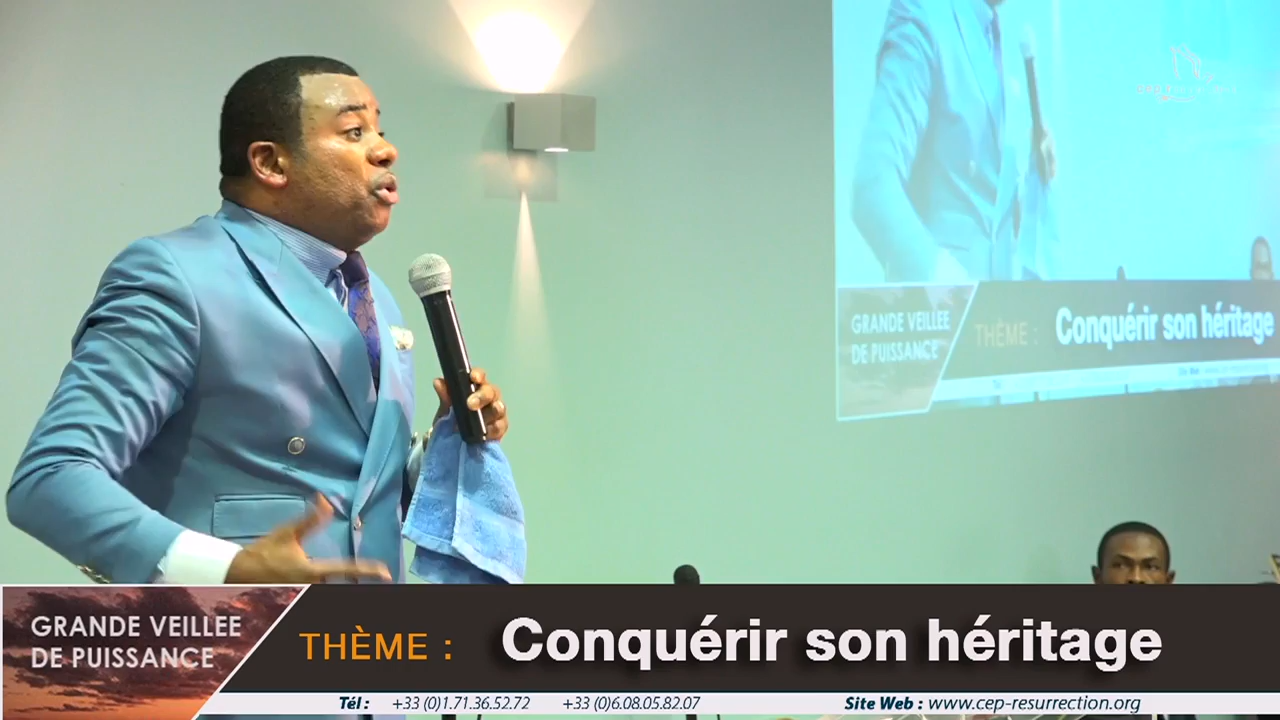 GRANDE VEILLEE
DE PUISSANCE
THÈME :
Conquérir son héritage
GRANDE VEILLEE
DE PUISSANCE
THÈME :
Conquérir son héritage
Tél : +33 (0)1.71.36.52.72 +33 (0)6.08.05.82.07
Site Web : www.cep-resurrection.org